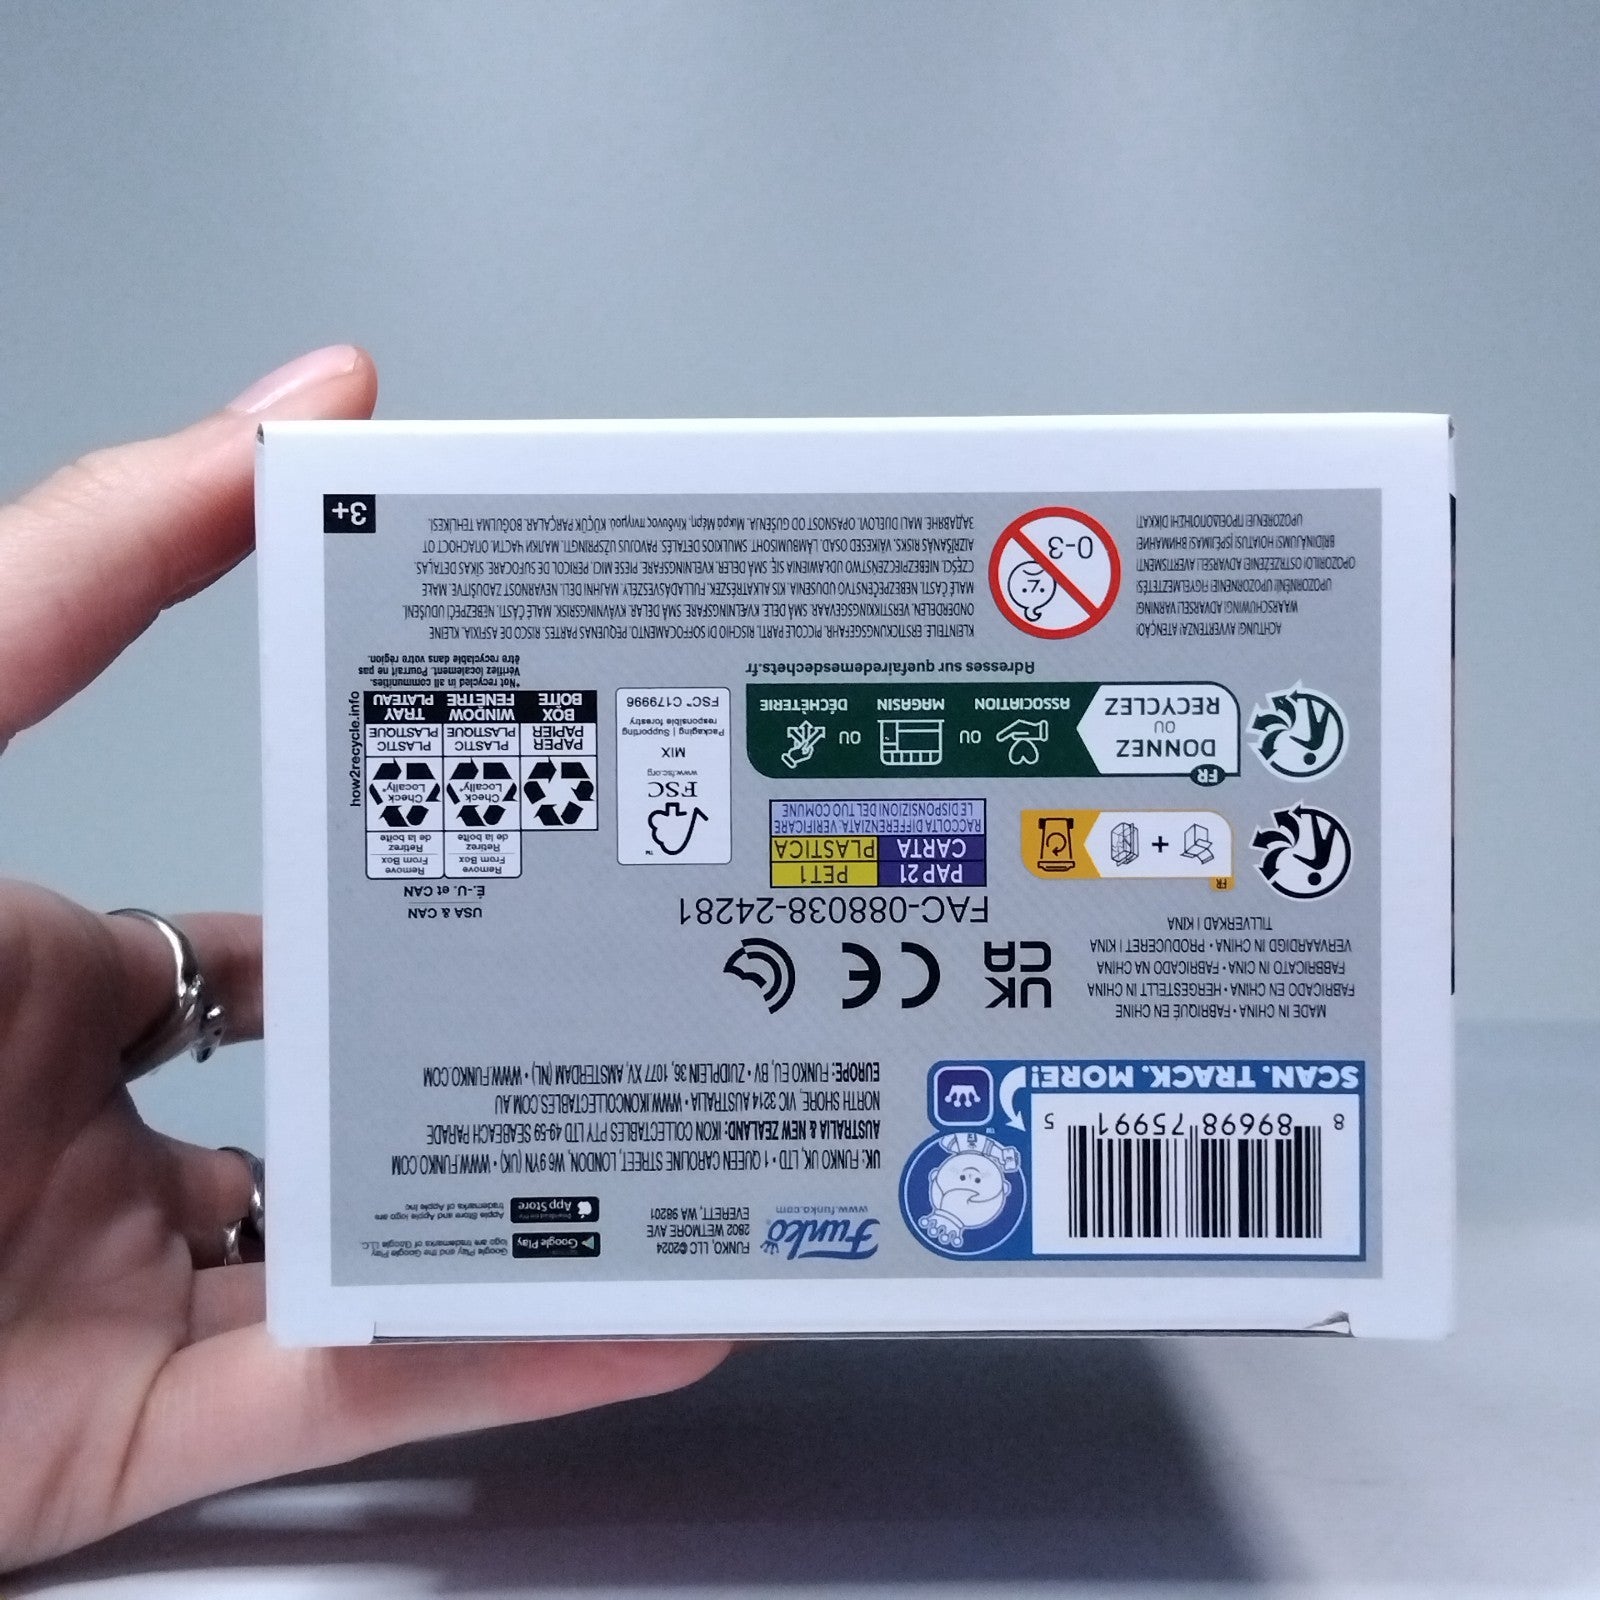 8 89698 75991 5
SCAN. TRACK. MORE!
Funko
www.funko.com
FUNKO, LLC ©2024
2802 WETMORE AVE
EVERETT, WA 98201
Google Play
Google Play and the Google Play
logo are trademarks of Google LLC.
App Store
Apple Store and Apple logo are
trademarks of Apple Inc
UK: FUNKO UK, LTD • 1 QUEEN CAROLINE STREET, LONDON, W6 9YN (UK) • WWW.FUNKO.COM
AUSTRALIA & NEW ZEALAND: IKON COLLECTABLES PTY LTD 49-59 SEABEACH PARADE
NORTH SHORE, VIC 3214 AUSTRALIA • WWW.IKONCOLLECTABLES.COM.AU
EUROPE: FUNKO EU, BV • ZUIDPLEIN 36, 1077 XV, AMSTERDAM (NL) • WWW.FUNKO.COM
MADE IN CHINA • FABRIQUÉ EN CHINE
FABRICADO EN CHINA • HERGESTELLT IN CHINA
FABBRICATO IN CINA • FABRICADO NA CHINA
VERVAARDIGD IN CHINA • PRODUCERET I KINA
TILLVERKAD I KINA
UK
CA
CE
FAC-088038-24281
USA & CAN
É.-U. et CAN
FR
+
PAP 21
PET1
CARTA
PLASTICA
RACCOLTA DIFFERENZIATA. VERIFICARE
LE DISPOSIZIONI DEL TUO COMUNE
FSC
www.fsc.org
MIX
Packaging | Supporting
responsible forestry
FSC™ C179996
PAPER
PAPIER
BOX
BOÎTE
Remove
From Box
Retirez
de la boîte
Check
Locally*
PLASTIC
PLASTIQUE
WINDOW
FENÊTRE
Remove
From Box
Retirez
de la boîte
Check
Locally*
PLASTIC
PLASTIQUE
TRAY
PLATEAU
how2recycle.info
*Not recycled in all communities.
Vérifiez localement. Pourrait ne pas
être recyclable dans votre région.
FR
DONNEZ
OU
RECYCLEZ
ASSOCIATION
OU
MAGASIN
OU
DÉCHÈTERIE
Adresses sur quefairedemesdechets.fr
ACHTUNG! AVVERTENZA! ATENÇÃO!
WAARSCHUWING! ADVARSEL! VARNING!
UPOZORNĚNÍ! UPOZORNENIE! FIGYELMEZTETÉS!
OPOZORILO! OSTRZEŻENIE! ADVARSEL! AVERTISMENT!
BRĪDINĀJUMS! HOIATUS! ĮSPĖJIMAS! ВНИМАНИЕ!
UPOZORENJE! ΠΡΟΕΙΔΟΠΟΙΗΣΗ! DIKKAT!
0-3
KLEINTEILE. ERSTICKUNGSGEFAHR. PICCOLE PARTI. RISCHIO DI SOFFOCAMENTO. PEQUENAS PARTES. RISCO DE ASFIXIA. KLEINE
ONDERDELEN. VERSTIKKINGSGEVAAR. SMÅ DELE. KVÆLNINGSFARE. SMÅ DELAR. KVÄVNINGSRISK. MALÉ ČÁSTI. NEBEZPEČÍ UDUŠENÍ.
MALÉ ČASTI. NEBEZPEČENSTVO UDUSENIA. KIS ALKATRÉSZEK. FULLADÁSVESZÉLY. MAJHNI DELI. NEVARNOST ZADUŠITVE. MAŁE
CZĘŚCI. NIEBEZPIECZEŃSTWO UDŁAWIENIA SIĘ. SMÅ DELER. KVELNINGSFARE. PIESE MICI. PERICOL DE SUFOCARE. SĪKAS DETAĻAS.
AIZRĪŠANĀS RISKS. VÄIKESED OSAD. LÄMBUMISOHT. SMULKIOS DETALĖS. PAVOJUS UŽSPRINGTI. МАЛКИ ЧАСТИ. ОПАСНОСТ ОТ
ЗАДАВЯНЕ. MALI DIJELOVI. OPASNOST OD GUŠENJA. Μικρά Μέρη. Κίνδυνος πνιγμού. KÜÇÜK PARÇALAR. BOĞULMA TEHLİKESİ.
3+